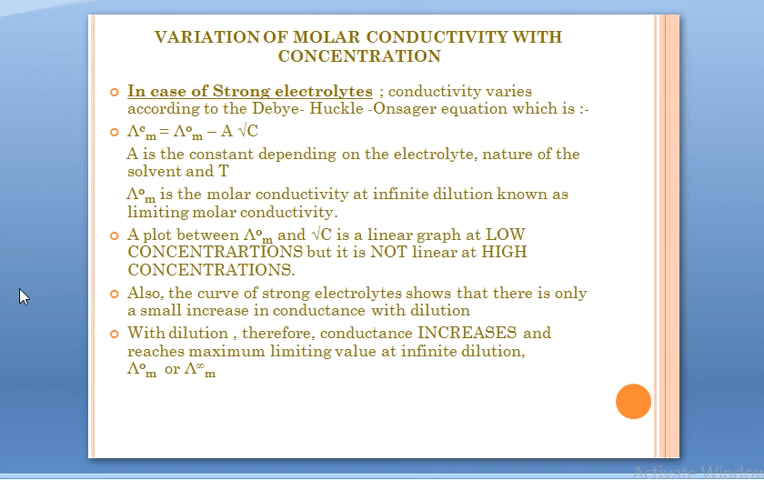 VARIATION OF MOLAR CONDUCTIVITY WITH
CONCENTRATION
In case of Strong electrolytes ; conductivity varies
according to the Debye- Huckle -Onsager equation which is :-
Λᶜₘ = Λᵒₘ – A √C
A is the constant depending on the electrolyte, nature of the
solvent and T
Λᵒₘ is the molar conductivity at infinite dilution known as
limiting molar conductivity.
A plot between Λᵒₘ and √C is a linear graph at LOW
CONCENTRARTIONS but it is NOT linear at HIGH
CONCENTRATIONS.
Also, the curve of strong electrolytes shows that there is only
a small increase in conductance with dilution
With dilution , therefore, conductance INCREASES and
reaches maximum limiting value at infinite dilution,
Λᵒₘ or Λ∞ₘ
Activate Window